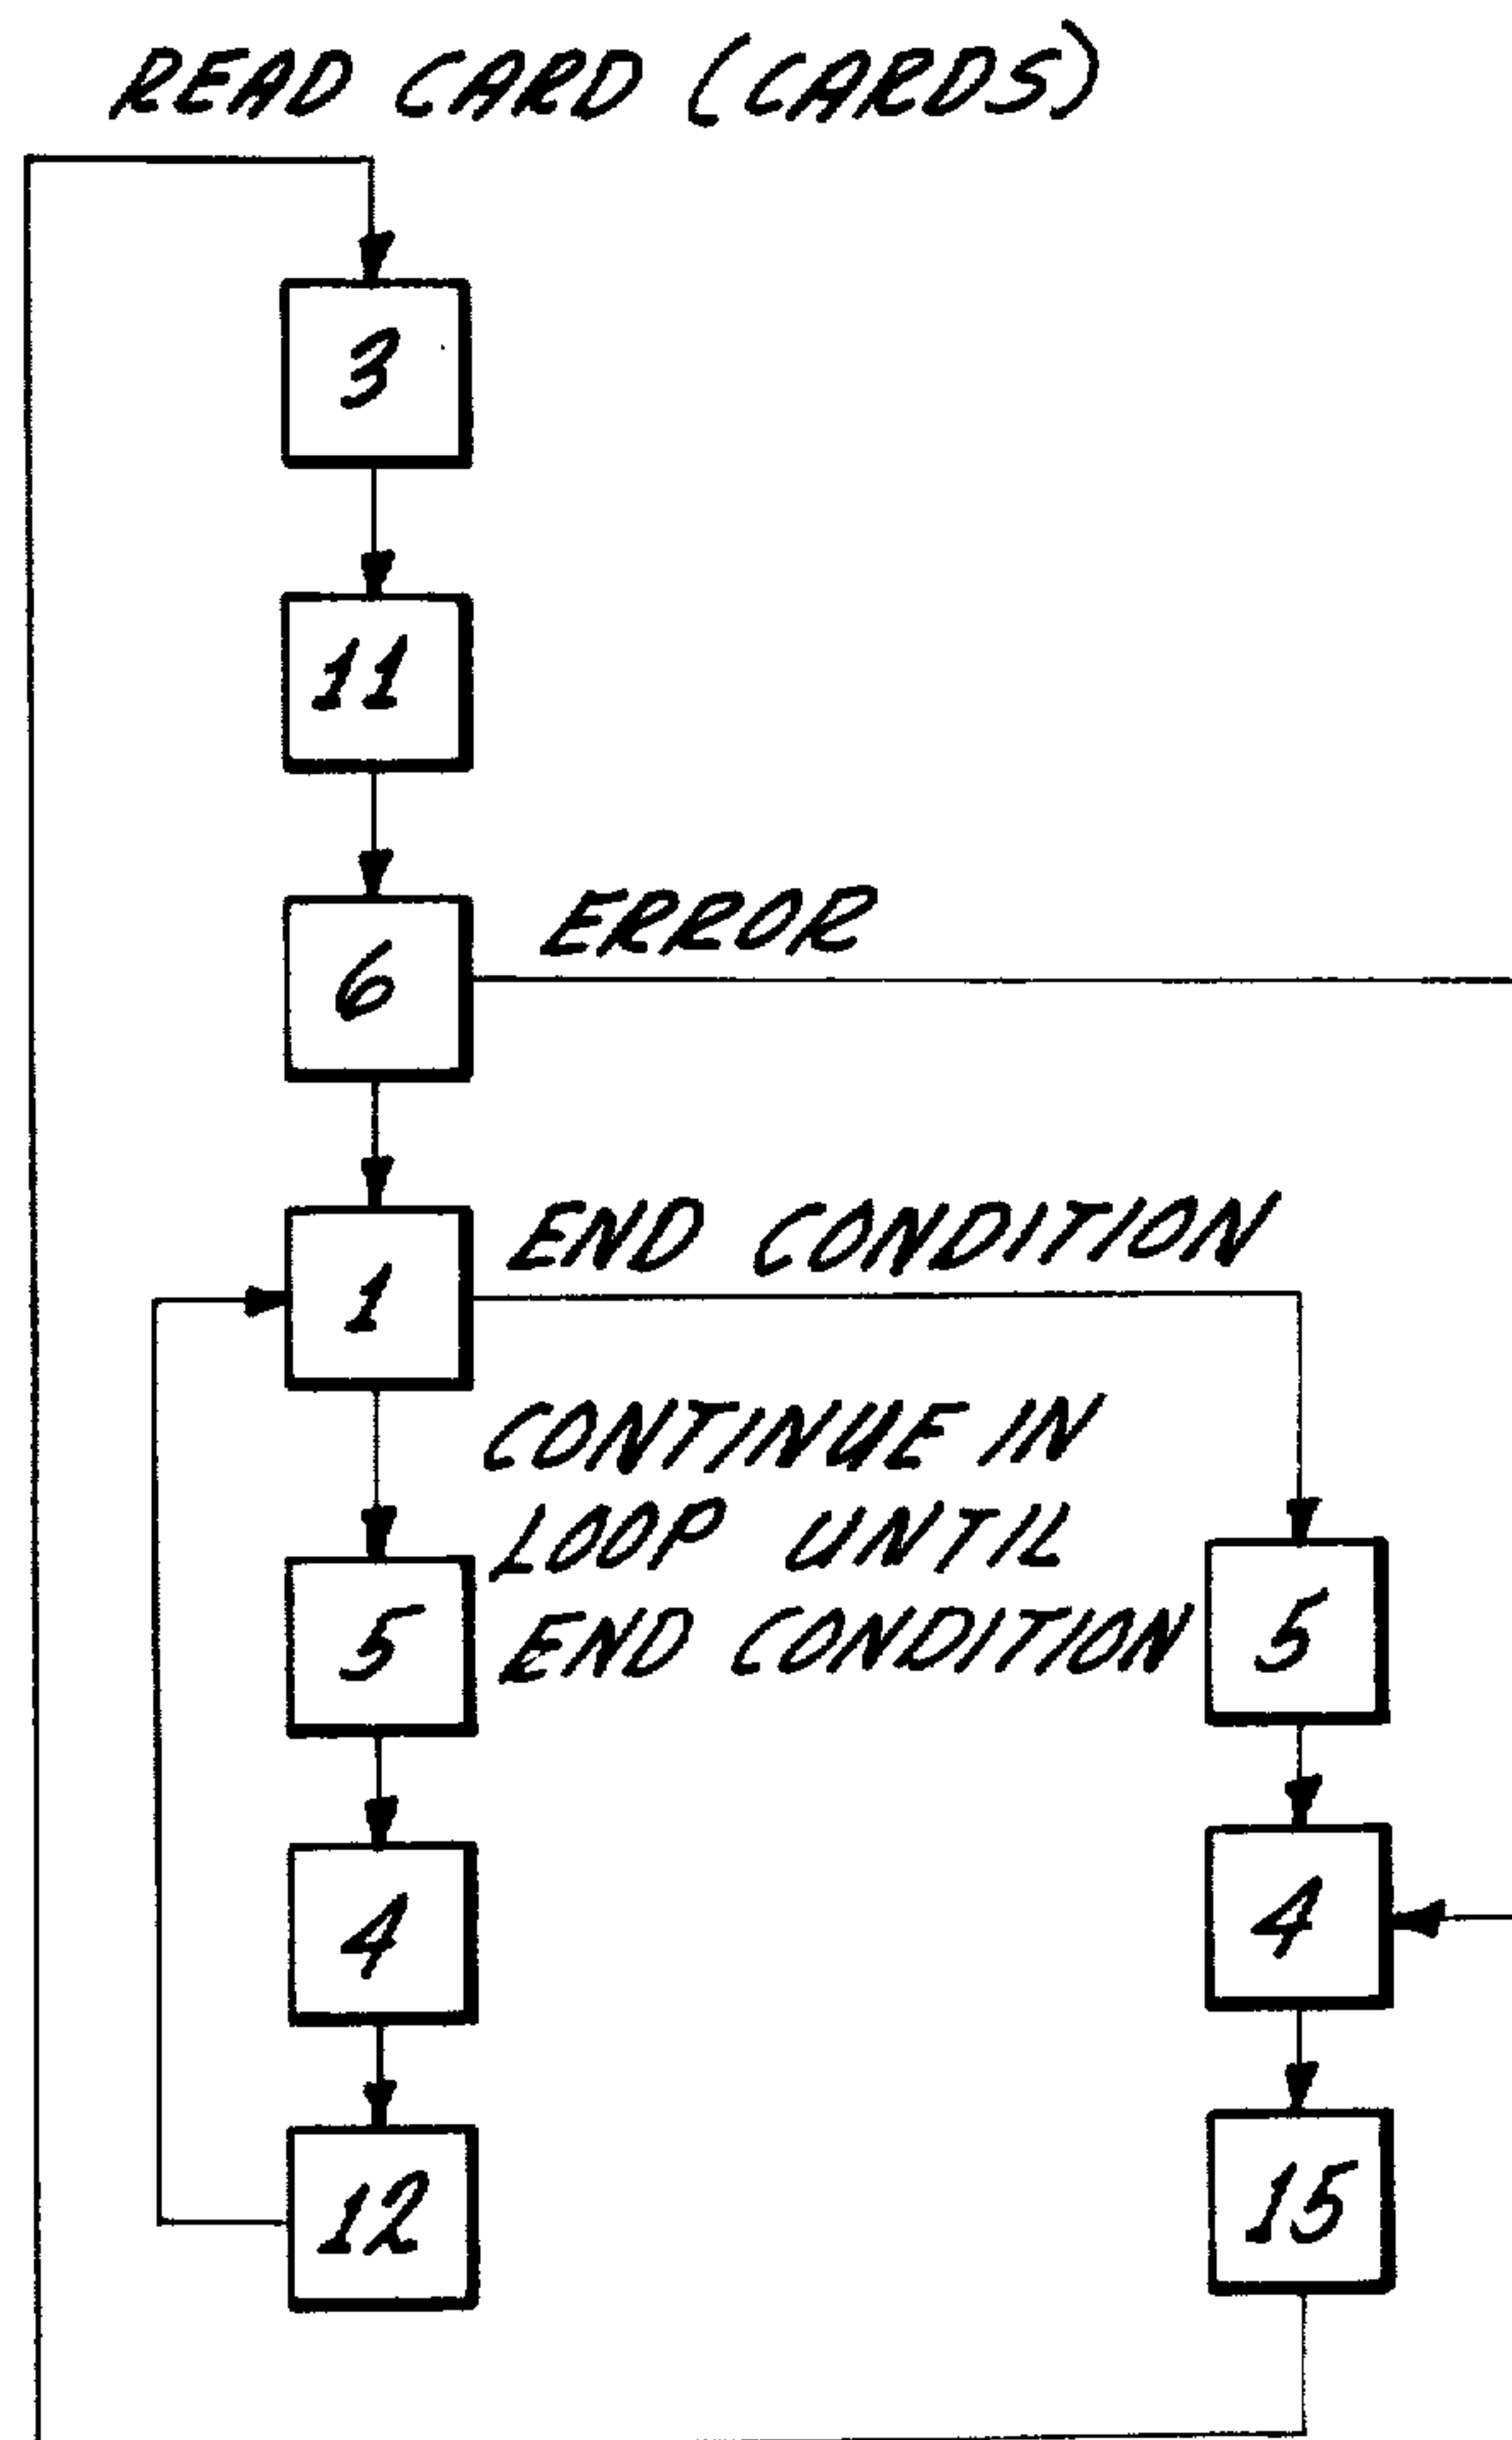 READ CARD (CARDS)
3
11
6
ERROR
1
END CONDITION
CONTINUE IN
LOOP UNTIL
END CONDITION
5
5
4
4
12
15